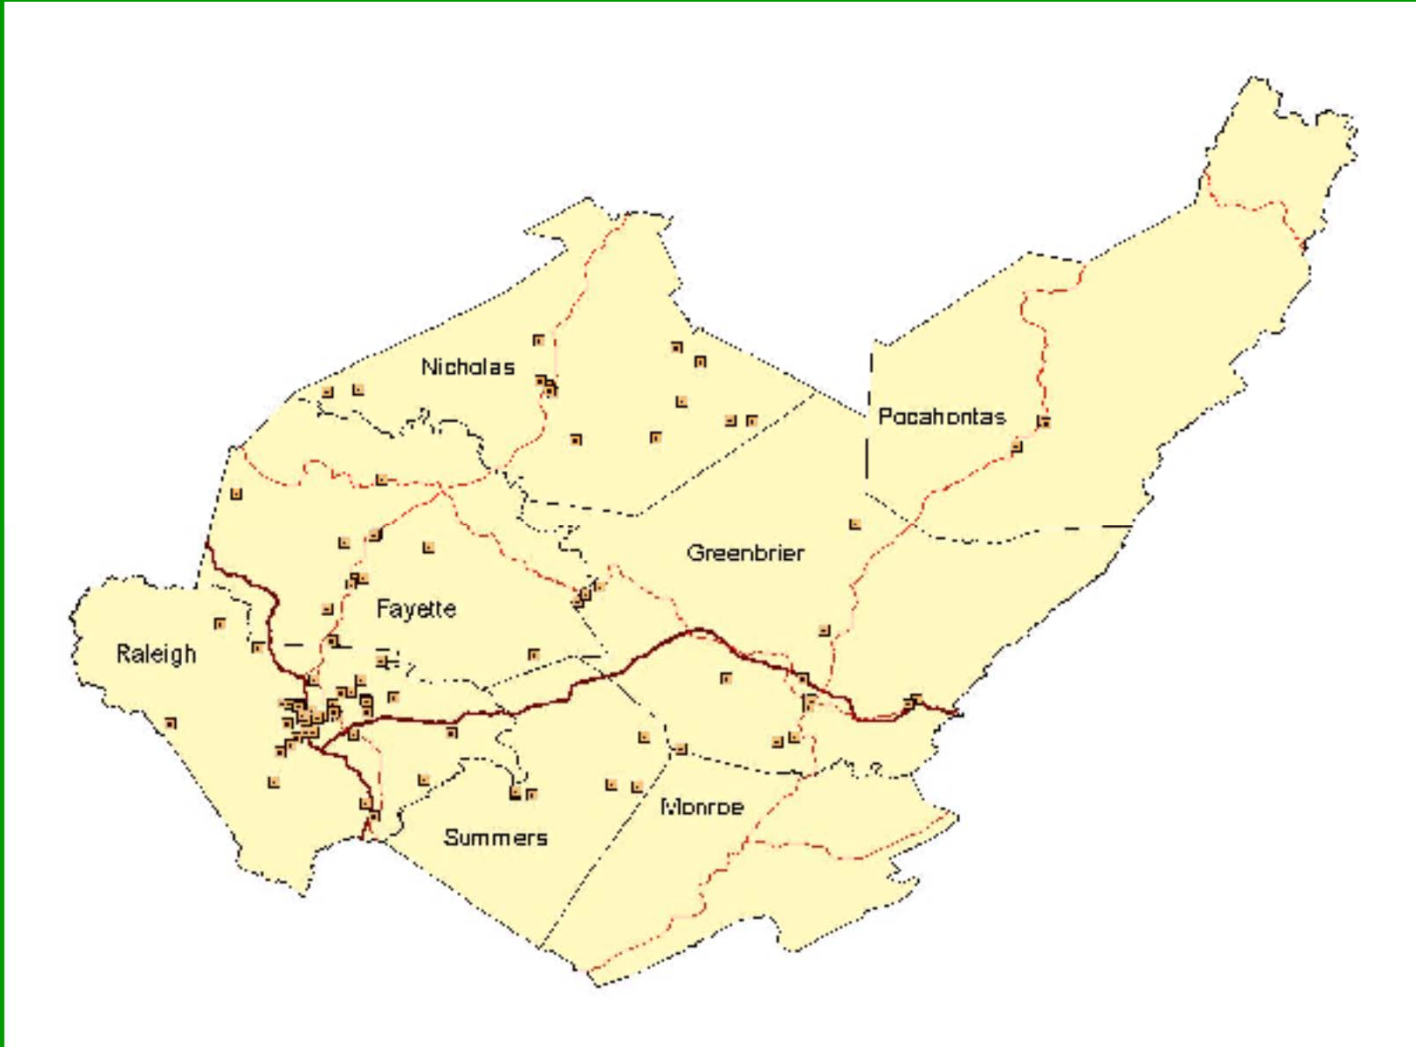 Nicholas
Pocahontas
Greenbrier
Fayette
Raleigh
Monroe
Summers